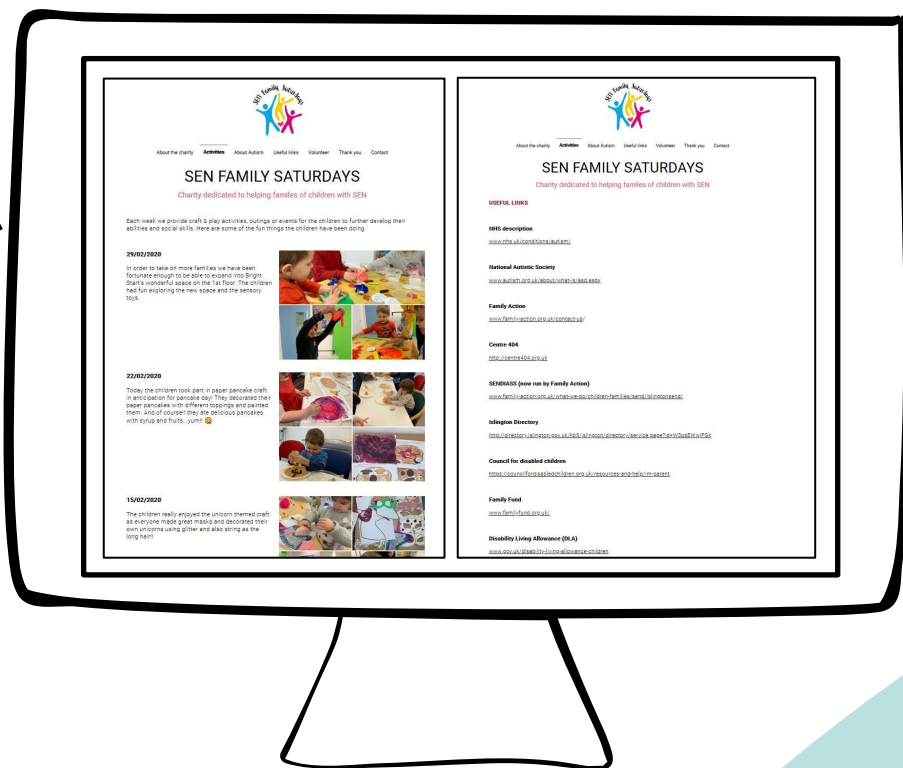 SEN Family Saturdays
About the charity Activities About Autism Useful links Volunteer Thank you Contact
SEN FAMILY SATURDAYS
Charity dedicated to helping familes of children with SEN
Each week we provide craft & play activities, outings or events for the children to further develop their
abilities and social skills. Here are some of the fun things the children have been doing.
29/02/2020
In order to take on more families we have been
fortunate enough to be able to expand into Bright
Start's wonderful space on the 1st floor. The children
had fun exploring the new space and the sensory
toys.
22/02/2020
Today the children took part in paper pancake craft
in anticipation for pancake day! They decorated their
paper pancakes with different toppings and painted
them. And of course!! they ate delicious pancakes
with syrup and fruits...yum!! 😋
15/02/2020
The children really enjoyed the unicorn themed craft
as everyone made great masks and decorated their
own unicorns using glitter and also string as the
long hair!!
SEN Family Saturdays
About the charity Activities About Autism Useful links Volunteer Thank you Contact
SEN FAMILY SATURDAYS
Charity dedicated to helping familes of children with SEN
USEFUL LINKS
NHS description
www.nhs.uk/conditions/autism/
National Autistic Society
www.autism.org.uk/about/what-is/asd.aspx
Family Action
www.family-action.org.uk/contact-us/
Centre 404
http://centre404.org.uk
SENDIASS (now run by Family Action)
www.family-action.org.uk/what-we-do/children-families/send/islingtonsend/
Islington Directory
Council for disabled children
https://councilfordisabledchildren.org.uk/resources-and-help/im-parent
Family Fund
www.familyfund.org.uk/
Disability Living Allowance (DLA)
www.gov.uk/disability-living-allowance-children